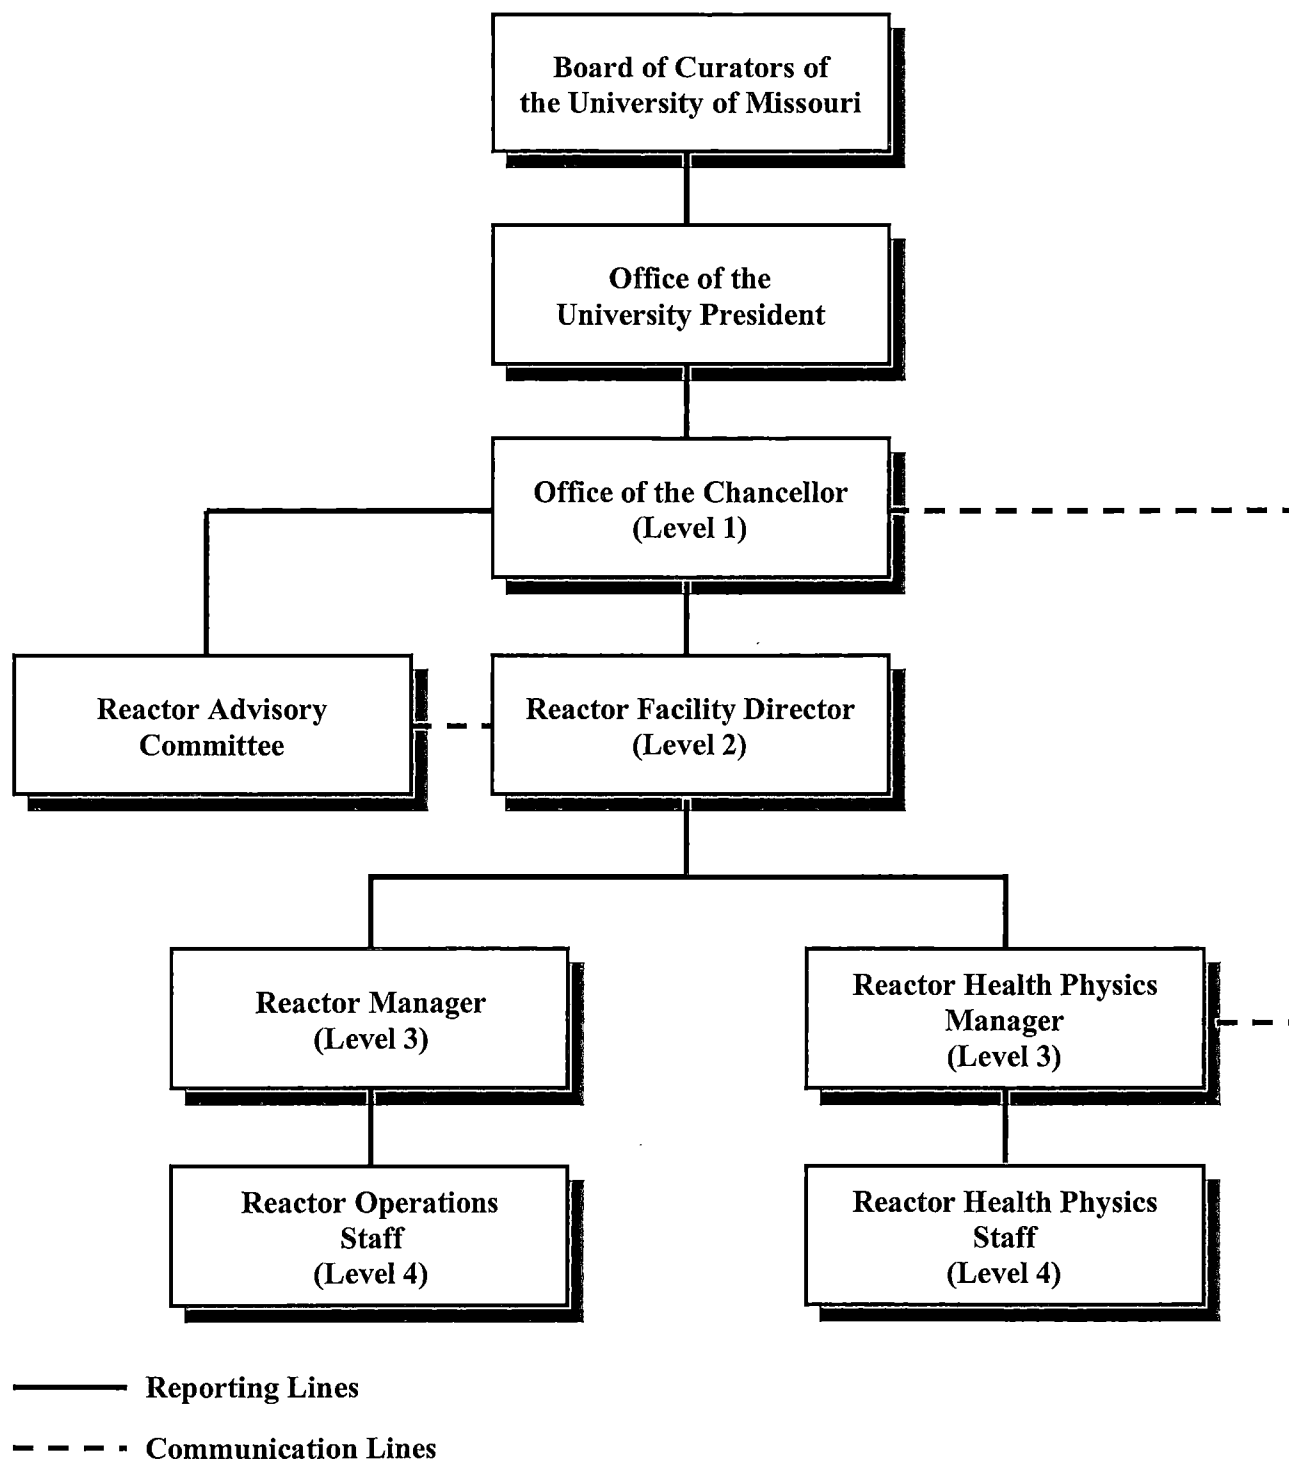 Board of Curators of
the University of Missouri
Office of the
University President
Office of the Chancellor
(Level 1)
Reactor Advisory
Committee
Reactor Facility Director
(Level 2)
Reactor Manager
(Level 3)
Reactor Health Physics
Manager
(Level 3)
Reactor Operations
Staff
(Level 4)
Reactor Health Physics
Staff
(Level 4)
Reporting Lines
Communication Lines